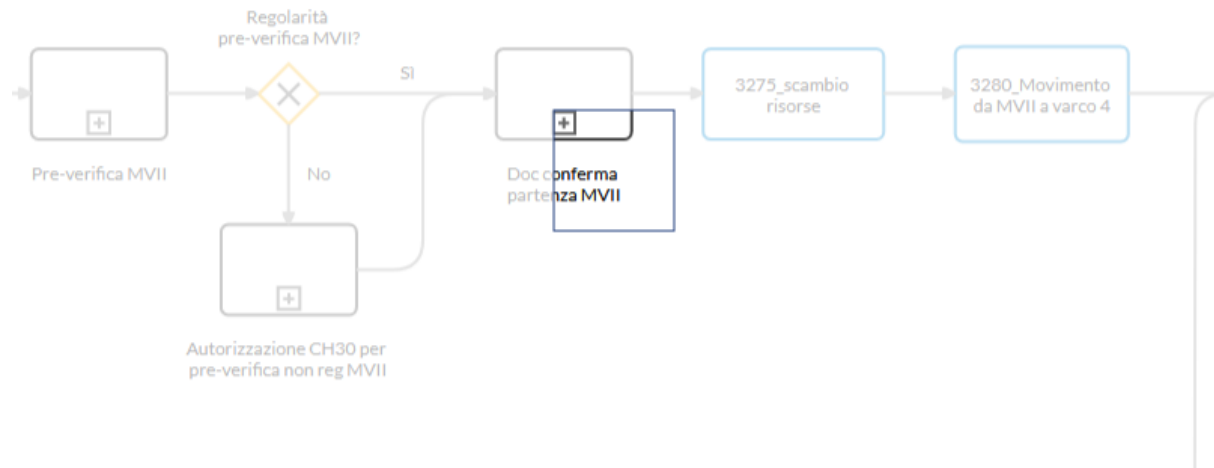 Regolarità
pre-verifica MVII?
Sì
3275_scambio
risorse
3280_Movimento
da MVII a varco 4
Pre-verifica MVII
No
Doc conferma
partenza MVII
Autorizzazione CH30 per
pre-verifica non reg MVII